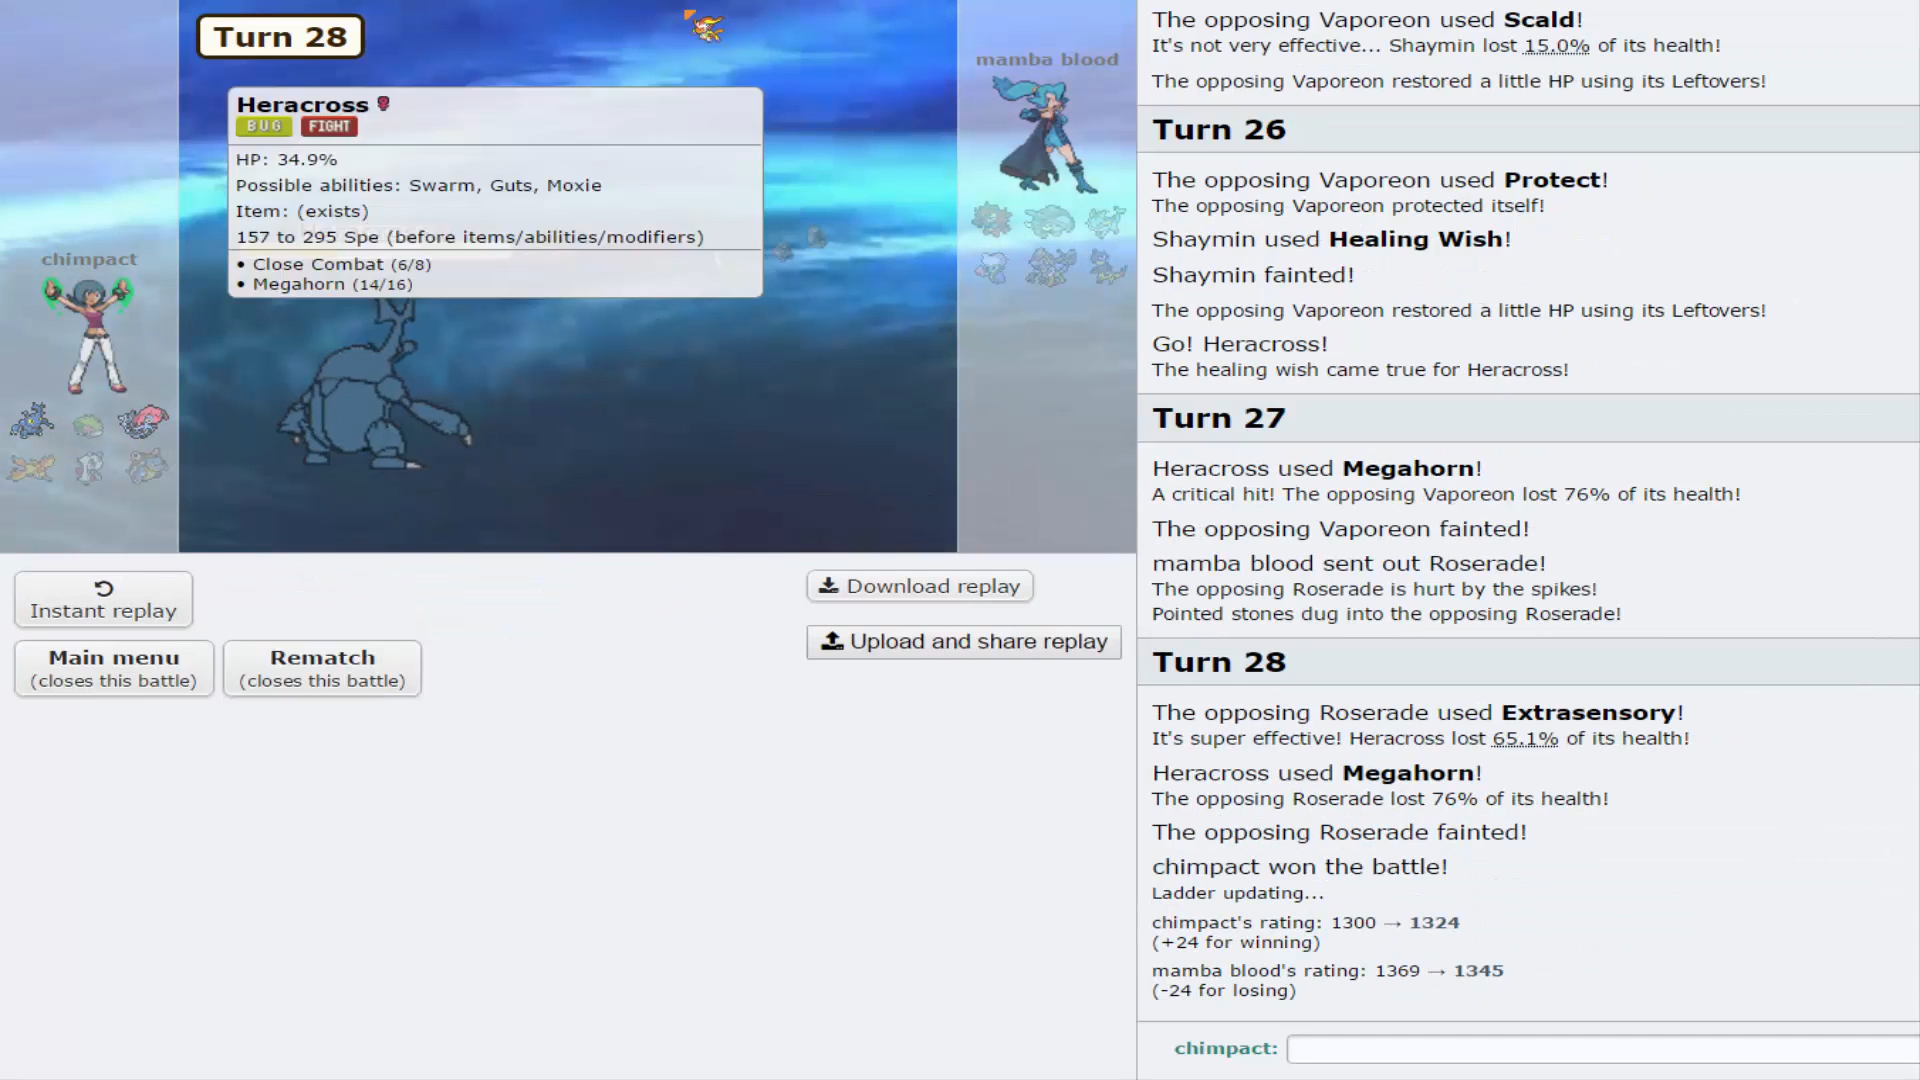 Turn 28
mamba blood
Heracross
BUG FIGHT
HP: 34.9%
Possible abilities: Swarm, Guts, Moxie
Item: (exists)
157 to 295 Spe (before items/abilities/modifiers)
• Close Combat (6/8)
• Megahorn (14/16)
chimpact
Instant replay
Download replay
Upload and share replay
Main menu
(closes this battle)
Rematch
(closes this battle)
The opposing Vaporeon used Scald!
It's not very effective... Shaymin lost 15.0% of its health!
The opposing Vaporeon restored a little HP using its Leftovers!
Turn 26
The opposing Vaporeon used Protect!
The opposing Vaporeon protected itself!
Shaymin used Healing Wish!
Shaymin fainted!
The opposing Vaporeon restored a little HP using its Leftovers!
Go! Heracross!
The healing wish came true for Heracross!
Turn 27
Heracross used Megahorn!
A critical hit! The opposing Vaporeon lost 76% of its health!
The opposing Vaporeon fainted!
mamba blood sent out Roserade!
The opposing Roserade is hurt by the spikes!
Pointed stones dug into the opposing Roserade!
Turn 28
The opposing Roserade used Extrasensory!
It's super effective! Heracross lost 65.1% of its health!
Heracross used Megahorn!
The opposing Roserade lost 76% of its health!
The opposing Roserade fainted!
chimpact won the battle!
Ladder updating...
chimpact's rating: 1300 → 1324
(+24 for winning)
mamba blood's rating: 1369 → 1345
(-24 for losing)
chimpact: